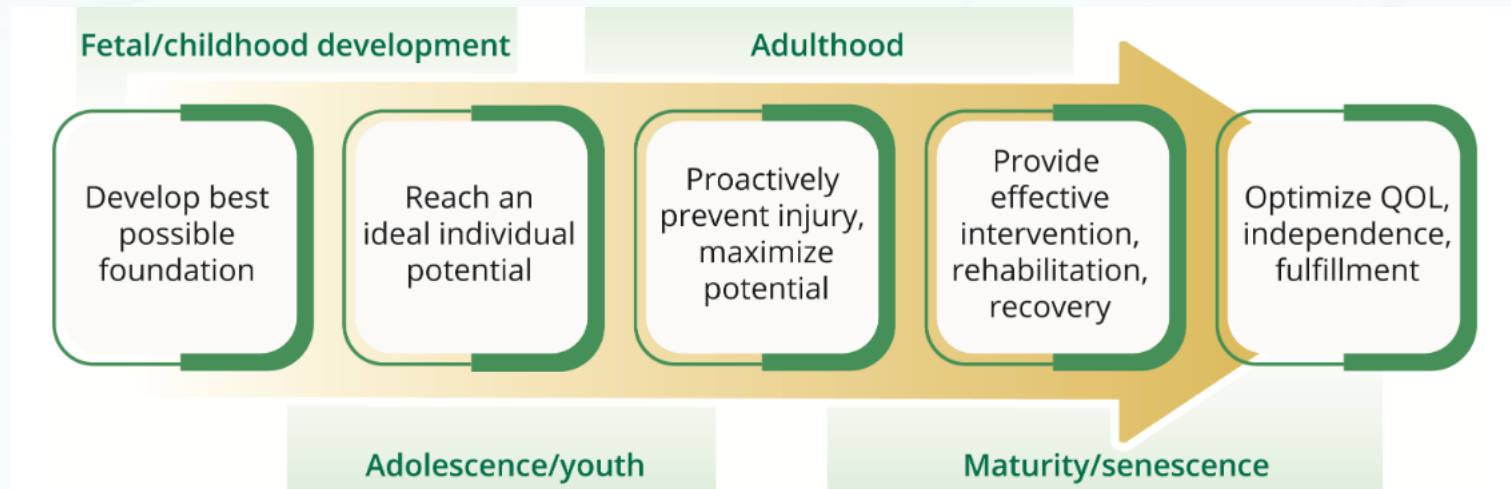 Fetal/childhood development
Adulthood
Develop best
possible
foundation
Reach an
ideal individual
potential
Proactively
prevent injury,
maximize
potential
Provide
effective
intervention,
rehabilitation,
recovery
Optimize QOL,
independence,
fulfillment
Adolescence/youth
Maturity/senescence